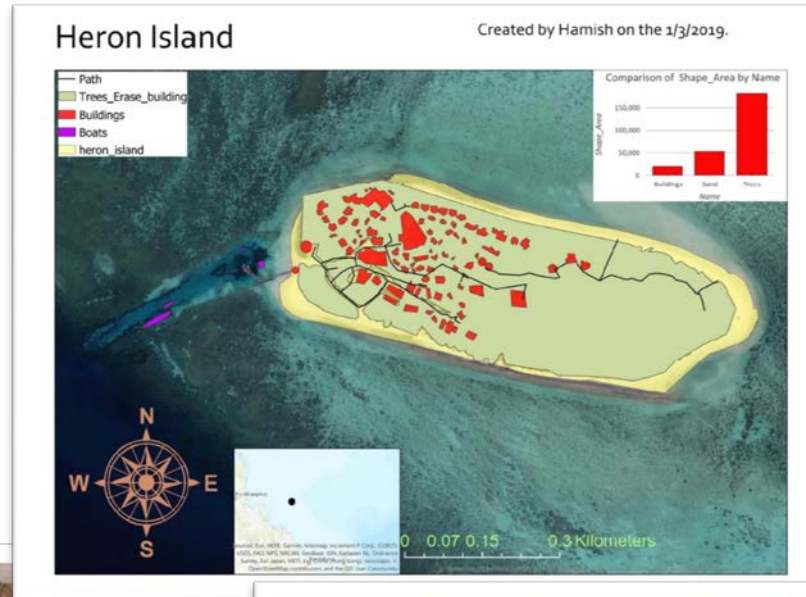 Heron Island
Created by Hamish on the 1/3/2019.
Path
Trees_Erase_building
Buildings
Boats
heron_island
Comparison of Shape_Area by Name
Shape_Area
150,000
100,000
50,000
0
Buildings
Sand
Trees
Name
N
W
E
S
0 0.07 0.15 0.3 Kilometers